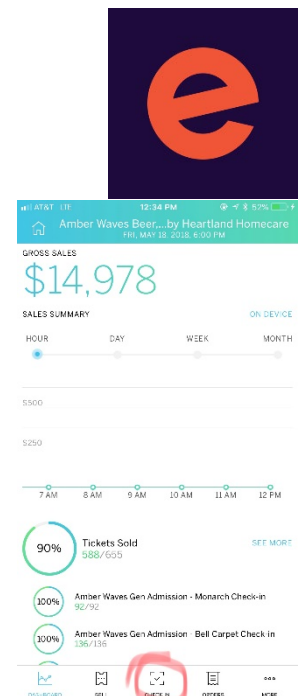 e
AT&T LTE 12:34 PM 52%
Amber Waves Beer,...by Heartland Homecare
FRI, MAY 18, 2018, 6:00 PM
GROSS SALES
$14,978
SALES SUMMARY ON DEVICE
HOUR DAY WEEK MONTH
$500
$250
7 AM 8 AM 9 AM 10 AM 11 AM 12 PM
90% Tickets Sold SEE MORE
588/655
100% Amber Waves Gen Admission - Monarch Check-in
92/92
100% Amber Waves Gen Admission - Bell Carpet Check in
136/136
DASHBOARD SELL CHECK IN ORDERS MORE